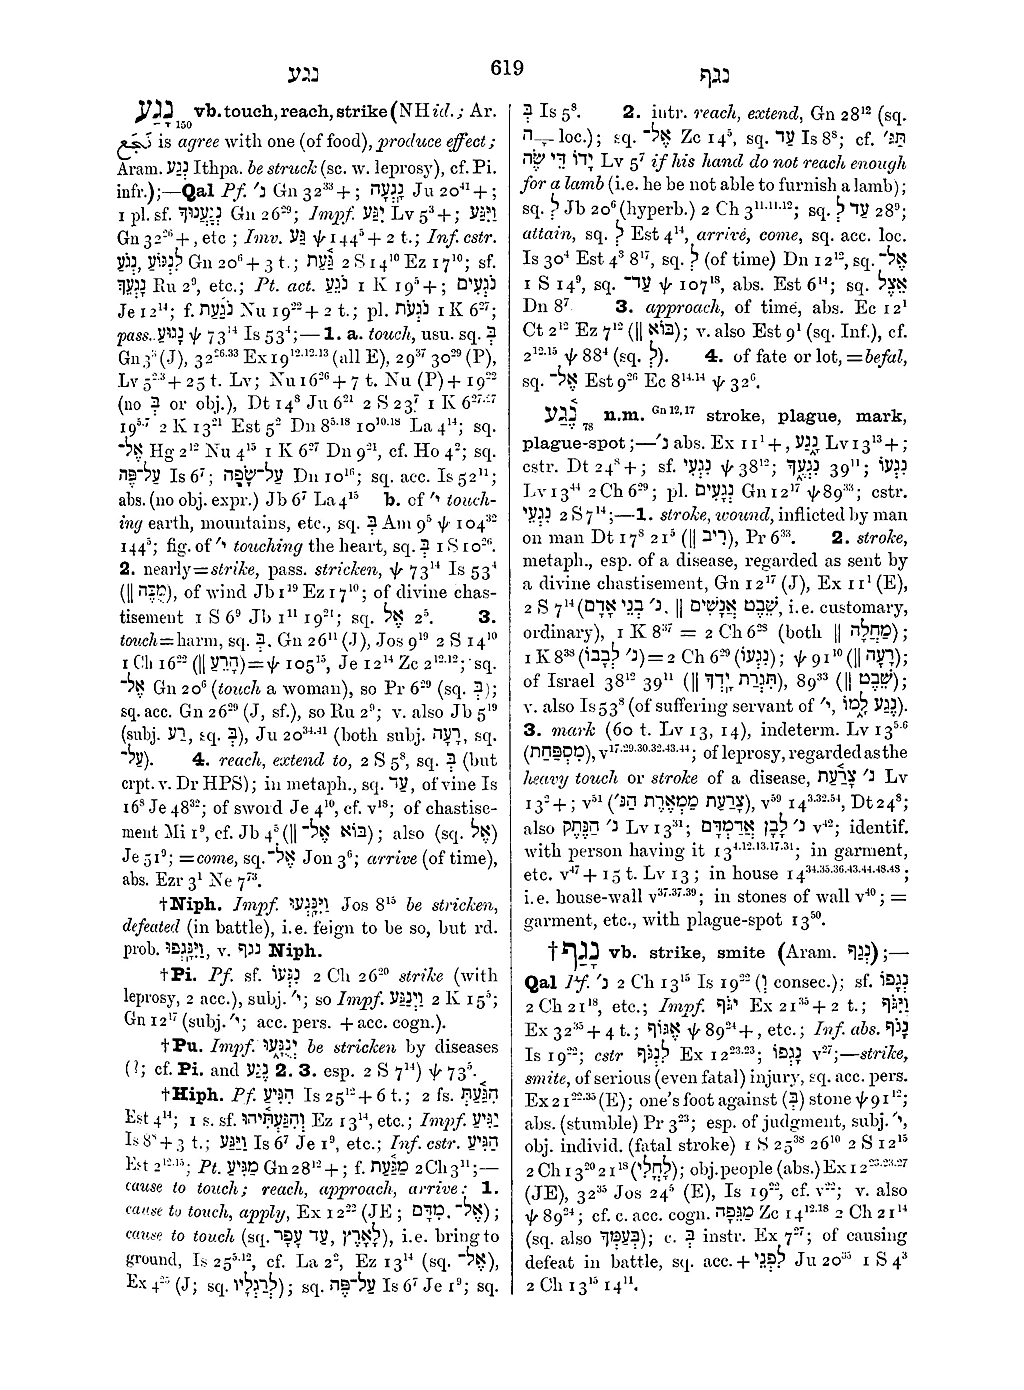 נגע
619
נגף
נָגַע 150 vb. touch, reach, strike (NH id.; Ar.
نَجَعَ is agree with one (of food), produce effect;
Aram. נגע Ithpa. be struck (sc. w. leprosy), cf. Pi.
infr.);—Qal Pf. נ׳ Gn 32³³+; נָֽגְעָה Ju 20⁴¹+;
1 pl. sf. נְגַעֲנוּךָ Gn 26²⁹; Impf. יִגַּע Lv 5³+; וַיִּגַּע
Gn 32²⁶+, etc; Imv. גַּע ψ 144⁵+2 t.; Inf. cstr.
נְגֹעַ, לִנְגּוֹעַ Gn 20⁶+3 t.; גַּ֫עַת 2 S 14¹⁰ Ez 17¹⁰; sf.
נָגְעֵךְ Ru 2⁹, etc.; Pt. act. נֹגֵעַ 1 K 19⁵+; נֹגְעִים
Je 12¹⁴; f. נֹגַ֫עַת Nu 19²²+2 t.; pl. נֹגְעֹת 1 K 6²⁷;
pass. נָגוּעַ ψ 73¹⁴ Is 53⁴;—1. a. touch, usu. sq. בְּ
Gn 3³ (J), 32²⁶·³³ Ex 19¹²·¹²·¹³ (all E), 29³⁷ 30²⁹ (P),
Lv 5²·³+25 t. Lv; Nu 16²⁶+7 t. Nu (P)+19²²
(no בְּ or obj.), Dt 14⁸ Ju 6²¹ 2 S 23⁷ 1 K 6²⁷·²⁷
19⁵·⁷ 2 K 13²¹ Est 5² Dn 8⁵·¹⁸ 10¹⁰·¹⁸ La 4¹⁴; sq.
אֶל־ Hg 2¹² Nu 4¹⁵ 1 K 6²⁷ Dn 9²¹, cf. Ho 4²; sq.
עַל־פֶּה Is 6⁷; עַל־שָׂפָה Dn 10¹⁶; sq. acc. Is 52¹¹;
abs. (no obj. expr.) Jb 6⁷ La 4¹⁵ b. cf י׳ touch-
ing earth, mountains, etc., sq. בְּ Am 9⁵ ψ 104³²
144⁵; fig. of י׳ touching the heart, sq. בְּ 1 S 10²⁶.
2. nearly=strike, pass. stricken, ψ 73¹⁴ Is 53⁴
(‖ מֻכֵּה), of wind Jb 1¹⁹ Ez 17¹⁰; of divine chas-
tisement 1 S 6⁹ Jb 1¹¹ 19²¹; sq. אֶל 2⁵. 3.
touch=harm, sq. בְּ. Gn 26¹¹ (J), Jos 9¹⁹ 2 S 14¹⁰
1 Ch 16²² (‖ הָרַע)=ψ 105¹⁵, Je 12¹⁴ Zc 2¹²·¹²; sq.
אֶל־ Gn 20⁶ (touch a woman), so Pr 6²⁹ (sq. בְּ);
sq. acc. Gn 26²⁹ (J, sf.), so Ru 2⁹; v. also Jb 5¹⁹
(subj. רַע, sq. בְּ), Ju 20³⁴·⁴¹ (both subj. רָעָה, sq.
עַל־). 4. reach, extend to, 2 S 5⁸, sq. בְּ (but
crpt. v. Dr HPS); in metaph., sq. עַד, of vine Is
16⁸ Je 48³²; of sword Je 4¹⁰, cf. v¹⁸; of chastise-
ment Mi 1⁹, cf. Jb 4⁵ (‖ בּוֹא אֶל־); also (sq. אֶל)
Je 51⁹; =come, sq. אֶל־ Jon 3⁶; arrive (of time),
abs. Ezr 3¹ Ne 7⁷³.
†Niph. Impf. וַיִּנָּֽגְעוּ Jos 8¹⁵ be stricken,
defeated (in battle), i.e. feign to be so, but rd.
prob. וַיִּנָּֽגְפוּ, v. נגף Niph.
†Pi. Pf. sf. נִגְּעוֹ 2 Ch 26²⁰ strike (with
leprosy, 2 acc.), subj. י׳; so Impf. וַיְנַגַּע 2 K 15⁵;
Gn 12¹⁷ (subj. י׳; acc. pers. +acc. cogn.).
†Pu. Impf. יְנֻגָּ֑עוּ be stricken by diseases
(?; cf. Pi. and נֶגַע 2. 3. esp. 2 S 7¹⁴) ψ 73⁵.
†Hiph. Pf. הִגִּיעַ Is 25¹²+6 t.; 2 fs. הִגַּ֫עַתְּ
Est 4¹⁴; 1 s. sf. וְהִגַּעְתִּ֫יהוּ Ez 13¹⁴, etc.; Impf. יַגִּיעַ
Is 8⁸+3 t.; וַיַּגַּע Is 6⁷ Je 1⁹, etc.; Inf. cstr. הַגִּיעַ
Est 2¹²·¹⁵; Pt. מַגִּיעַ Gn 28¹²+; f. מַגַּ֫עַת 2 Ch 3¹¹;—
cause to touch; reach, approach, arrive: 1.
cause to touch, apply, Ex 12²² (JE; מִדָּם, אֶל־);
cause to touch (sq. לָאָרֶץ, עַד עָפָר), i.e. bring to
ground, Is 25⁵·¹², cf. La 2², Ez 13¹⁴ (sq. אֶל־),
Ex 4²⁵ (J; sq. לְרַגְלָיו); sq. עַל־פֶּה Is 6⁷ Je 1⁹; sq.
בְּ Is 5⁸. 2. intr. reach, extend, Gn 28¹² (sq.
ה ָ– loc.); sq. אֶל־ Zc 14⁵, sq. עַד Is 8⁸; cf. תַּגּ׳
יָדוֹ דֵּי שֶׂה Lv 5⁷ if his hand do not reach enough
for a lamb (i.e. he be not able to furnish a lamb);
sq. לְ Jb 20⁶ (hyperb.) 2 Ch 3¹¹·¹¹·¹²; sq. עַד לְ 28⁹;
attain, sq. לְ Est 4¹⁴, arrive, come, sq. acc. loc.
Is 30⁴ Est 4³ 8¹⁷, sq. לְ (of time) Dn 12¹², sq. אֶל־
1 S 14⁹, sq. עַד־ ψ 107¹⁸, abs. Est 6¹⁴; sq. אֵצֶל
Dn 8⁷ 3. approach, of time, abs. Ec 12¹
Ct 2¹² Ez 7¹² (‖ בּוֹא); v. also Est 9¹ (sq. Inf.), cf.
2¹²·¹⁵ ψ 88⁴ (sq. לְ). 4. of fate or lot, =befal,
sq. אֶל־ Est 9²⁶ Ec 8¹⁴·¹⁴ ψ 32⁶.
נֶ֫גַע 78 n.m. Gn 12, 17 stroke, plague, mark,
plague-spot;—נ׳ abs. Ex 11¹+, נָ֑גַע Lv 13¹³+;
cstr. Dt 24⁸+; sf. נִגְעִי ψ 38¹²; נִגְעֶךָ 39¹¹; נִגְעוֹ
Lv 13⁴⁴ 2 Ch 6²⁹; pl. נְגָעִים Gn 12¹⁷ ψ 89³³; cstr.
נִגְעֵי 2 S 7¹⁴;—1. stroke, wound, inflicted by man
on man Dt 17⁸ 21⁵ (‖ רִיב), Pr 6³³. 2. stroke,
metaph., esp. of a disease, regarded as sent by
a divine chastisement, Gn 12¹⁷ (J), Ex 11¹ (E),
2 S 7¹⁴ (נ׳ בְּנֵי אָדָם, ‖ שֵׁבֶט אֲנָשִׁים, i.e. customary,
ordinary), 1 K 8³⁷ = 2 Ch 6²⁸ (both ‖ מַחֲלָה);
1 K 8³⁸ (נ׳ לְבָבוֹ)=2 Ch 6²⁹ (נִגְעוֹ); ψ 91¹⁰ (‖ רָעָה);
of Israel 38¹² 39¹¹ (‖ תִּגְרַת יָדְךָ), 89³³ (‖ שֵׁבֶט);
v. also Is 53⁸ (of suffering servant of י׳, נֶגַע לָמוֹ).
3. mark (60 t. Lv 13, 14), indeterm. Lv 13⁵·⁶
(מִסְפַּחַת), v¹⁷·²⁹·³⁰·³²·⁴³·⁴⁴; of leprosy, regarded as the
heavy touch or stroke of a disease, נ׳ צָרַ֫עַת Lv
13²+; v⁵¹ (צָרַעַת מַמְאֶרֶת הַנּ׳), v⁵⁹ 14³·³²·⁵⁴, Dt 24⁸;
also נ׳ הַנֶּתֶק Lv 13³¹; נ׳ לָבָן אֲדַמְדָּם v⁴²; identif.
with person having it 13⁴·¹²·¹³·¹⁷·³¹; in garment,
etc. v⁴⁷+15 t. Lv 13; in house 14³⁴·³⁵·³⁶·⁴³·⁴⁴·⁴⁸·⁴⁸;
i.e. house-wall v³⁷·³⁷·³⁹; in stones of wall v⁴⁰; =
garment, etc., with plague-spot 13⁵⁰.
†נָגַף vb. strike, smite (Aram. נְגַף);—
Qal Pf. נ׳ 2 Ch 13¹⁵ Is 19²² (וְ consec.); sf. נְגָפוֹ
2 Ch 21¹⁸, etc.; Impf. יִגֹּף Ex 21³⁵+2 t.; וַיִּגֹּף
Ex 32³⁵+4 t.; אֶגּוֹף ψ 89²⁴+, etc.; Inf. abs. נָגֹף
Is 19²²; cstr לִנְגֹּף Ex 12²³·²³; נָגְפוֹ v²⁷;—strike,
smite, of serious (even fatal) injury, sq. acc. pers.
Ex 21²²·³⁵ (E); one's foot against (בְּ) stone ψ 91¹²;
abs. (stumble) Pr 3²³; esp. of judgment, subj. י׳,
obj. individ. (fatal stroke) 1 S 25³⁸ 26¹⁰ 2 S 12¹⁵
2 Ch 13²⁰ 21¹⁸ (לָחֳלִי); obj. people (abs.) Ex 12²³·²³·²⁷
(JE), 32³⁵ Jos 24⁵ (E), Is 19²², cf. v²²; v. also
ψ 89²⁴; cf. c. acc. cogn. מַגֵּפָה Zc 14¹²·¹⁸ 2 Ch 21¹⁴
(sq. also בְּעַמְּךָ); c. בְּ instr. Ex 7²⁷; of causing
defeat in battle, sq. acc.+לִפְנֵי Ju 20³⁵ 1 S 4³
2 Ch 13¹⁵ 14¹¹.